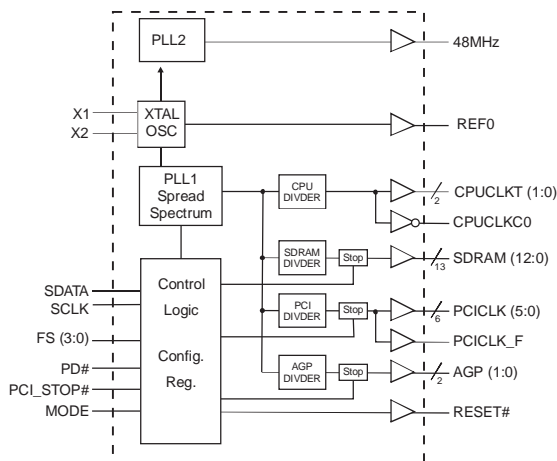 PLL2
48MHz
X1
X2
XTAL
OSC
REF0
PLL1
Spread
Spectrum
CPU
DIVDER
2
CPUCLKT (1:0)
CPUCLKC0
SDRAM
DIVDER
Stop
13
SDRAM (12:0)
SDATA
SCLK
FS (3:0)
PD#
PCI_STOP#
MODE
Control
Logic
Config.
Reg.
PCI
DIVDER
Stop
6
PCICLK (5:0)
PCICLK_F
AGP
DIVDER
Stop
2
AGP (1:0)
RESET#